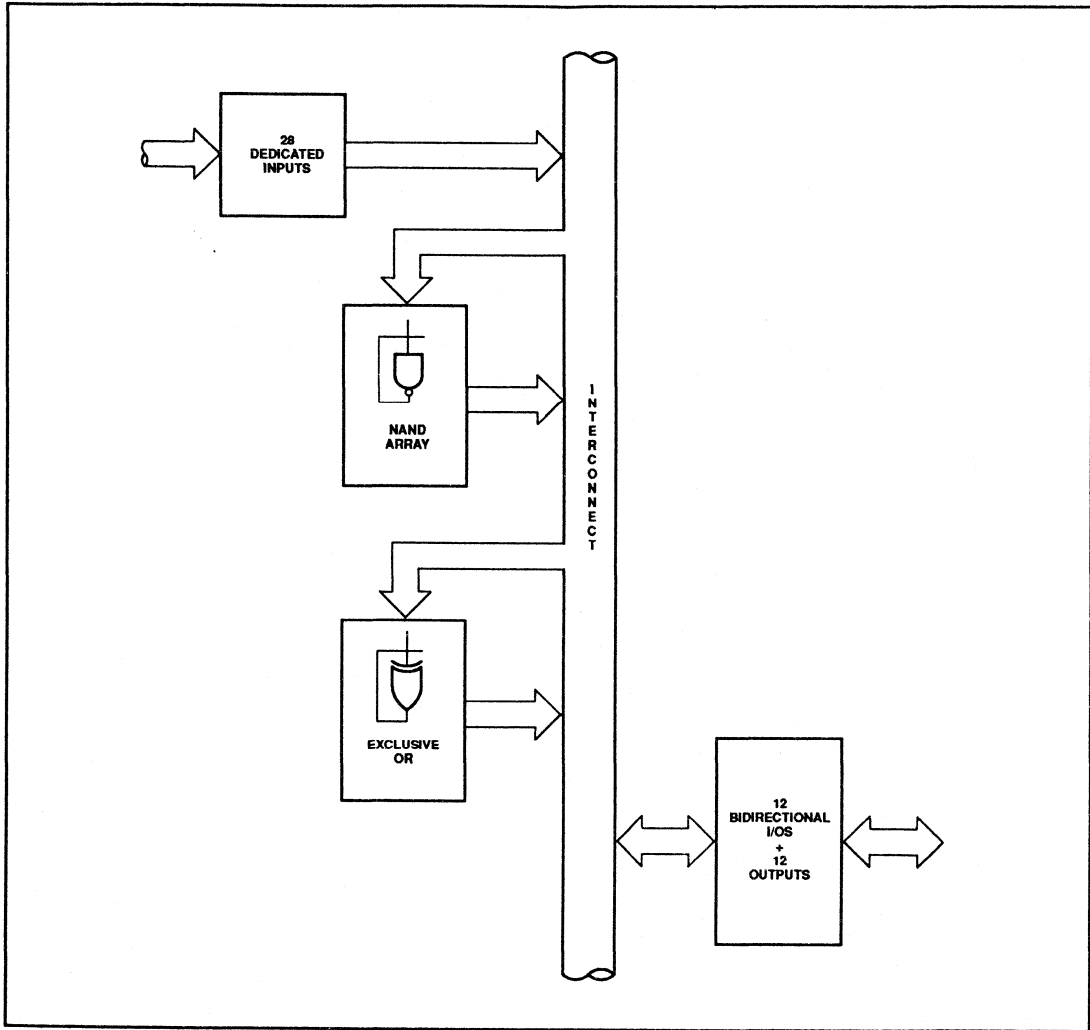 28
DEDICATED
INPUTS
NAND
ARRAY
INTERCONNECT
EXCLUSIVE
OR
12
BIDIRECTIONAL
I/OS
+
12
OUTPUTS